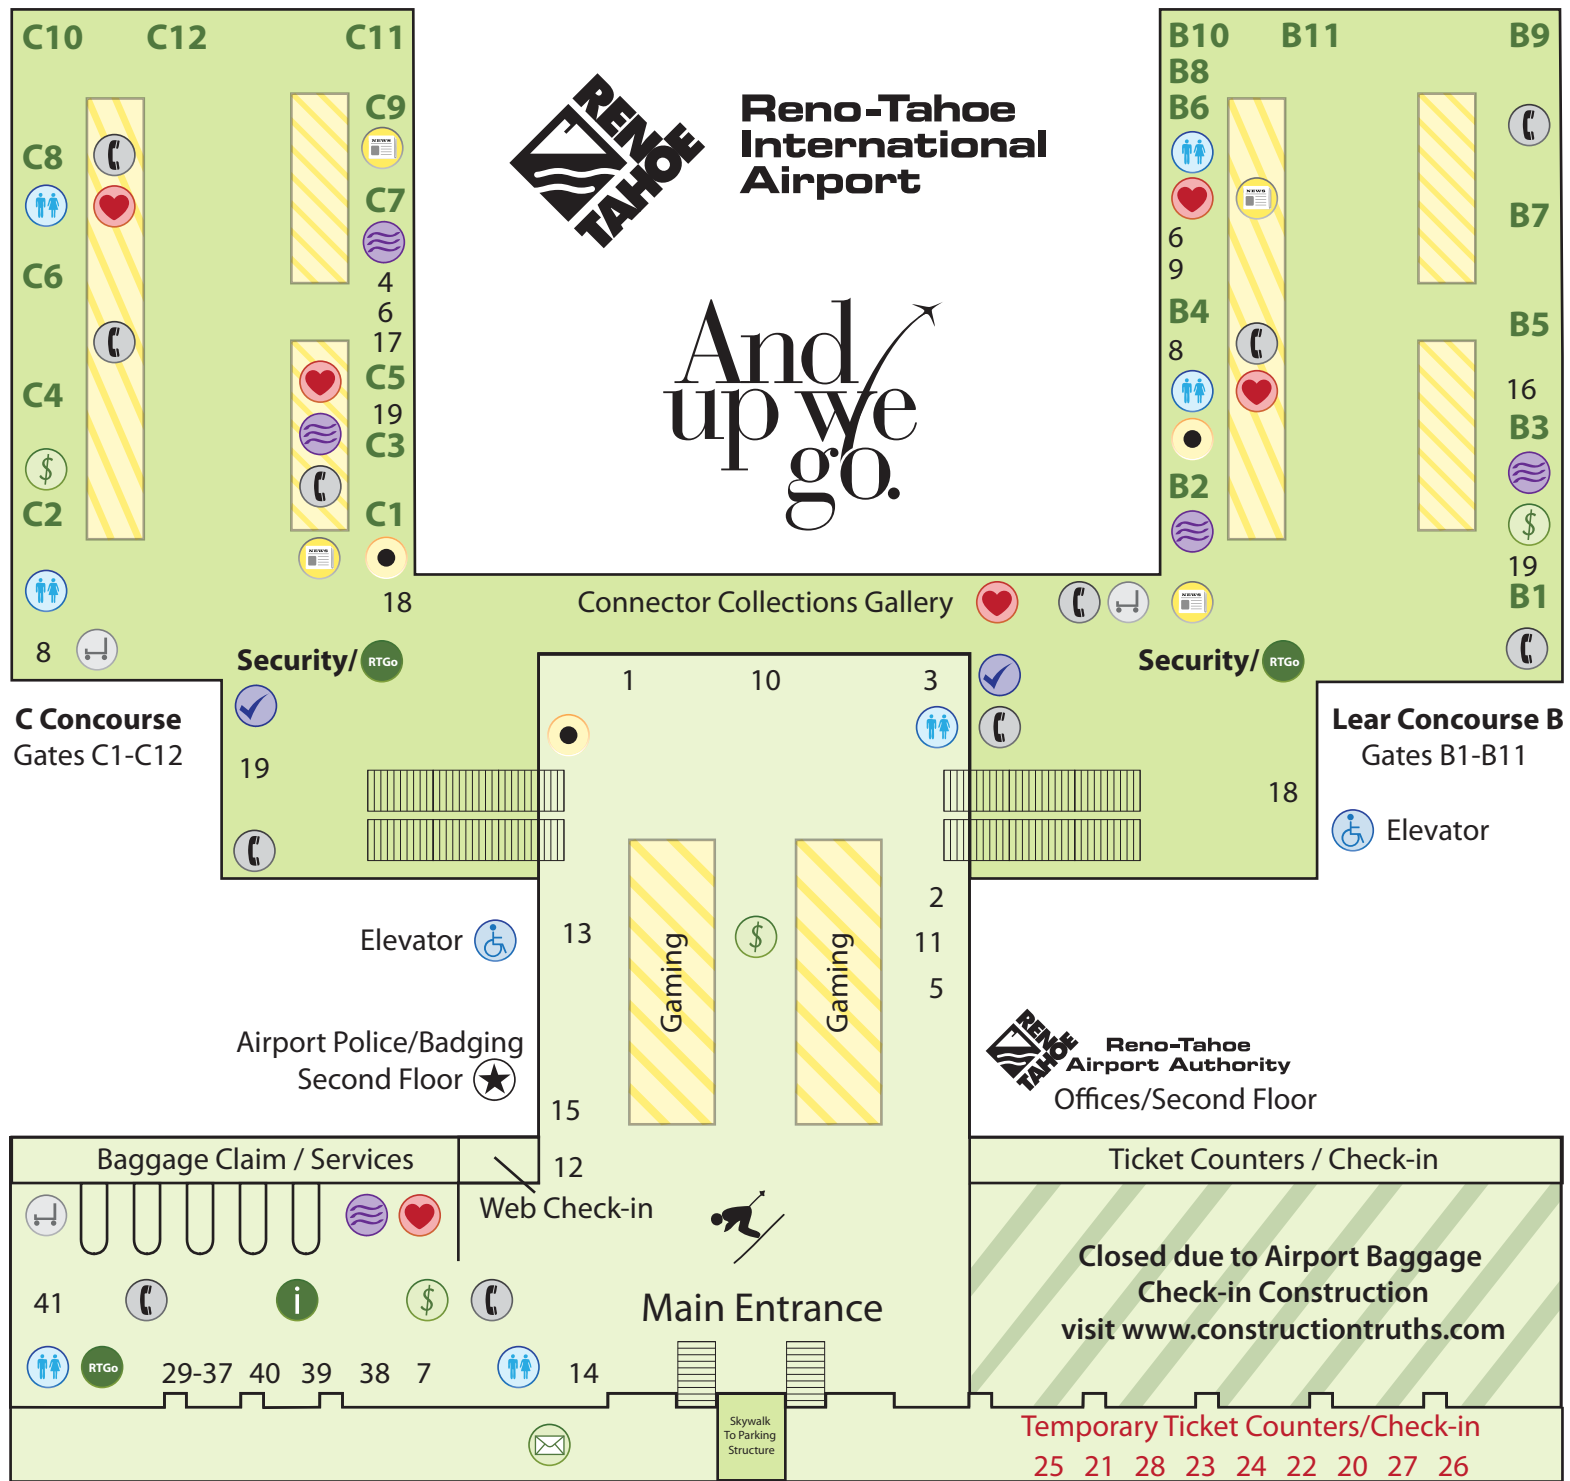 C10 C12 C11
B10 B11 B9
B8
C9
B6
RENO
TAHOE
Reno-Tahoe
International
Airport
NEWS
C8
C7
NEWS
B7
4
6
6
9
C6
17
B4
B5
And
up we
go.
8
C5
C4
19
16
C3
B3
C2
C1
B2
$
$
NEWS
19
B1
18
Connector Collections Gallery
NEWS
8
Security/ RTGo
1 10 3
Security/ RTGo
C Concourse
Gates C1-C12
Lear Concourse B
Gates B1-B11
19
18
Elevator
2
13
$
11
Elevator
5
Gaming
Gaming
Airport Police/Badging
Second Floor
RENO
TAHOE
Reno-Tahoe
Airport Authority
Offices/Second Floor
15
Baggage Claim / Services
12
Ticket Counters / Check-in
Web Check-in
Closed due to Airport Baggage
Check-in Construction
visit www.constructiontruths.com
41
i
$
Main Entrance
RTGo
29-37 40 39 38 7 14
Skywalk
To Parking
Structure
Temporary Ticket Counters/Check-in
25 21 28 23 24 22 20 27 26